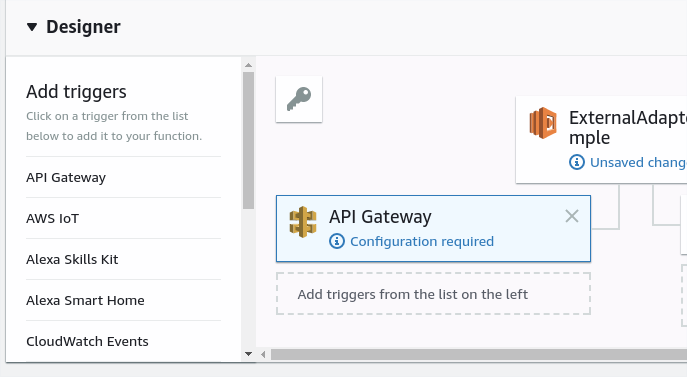 Designer
Add triggers
Click on a trigger from the list
below to add it to your function.
API Gateway
AWS IoT
Alexa Skills Kit
Alexa Smart Home
CloudWatch Events
ExternalAdapte
mple
Unsaved chang
API Gateway
Configuration required
Add triggers from the list on the left